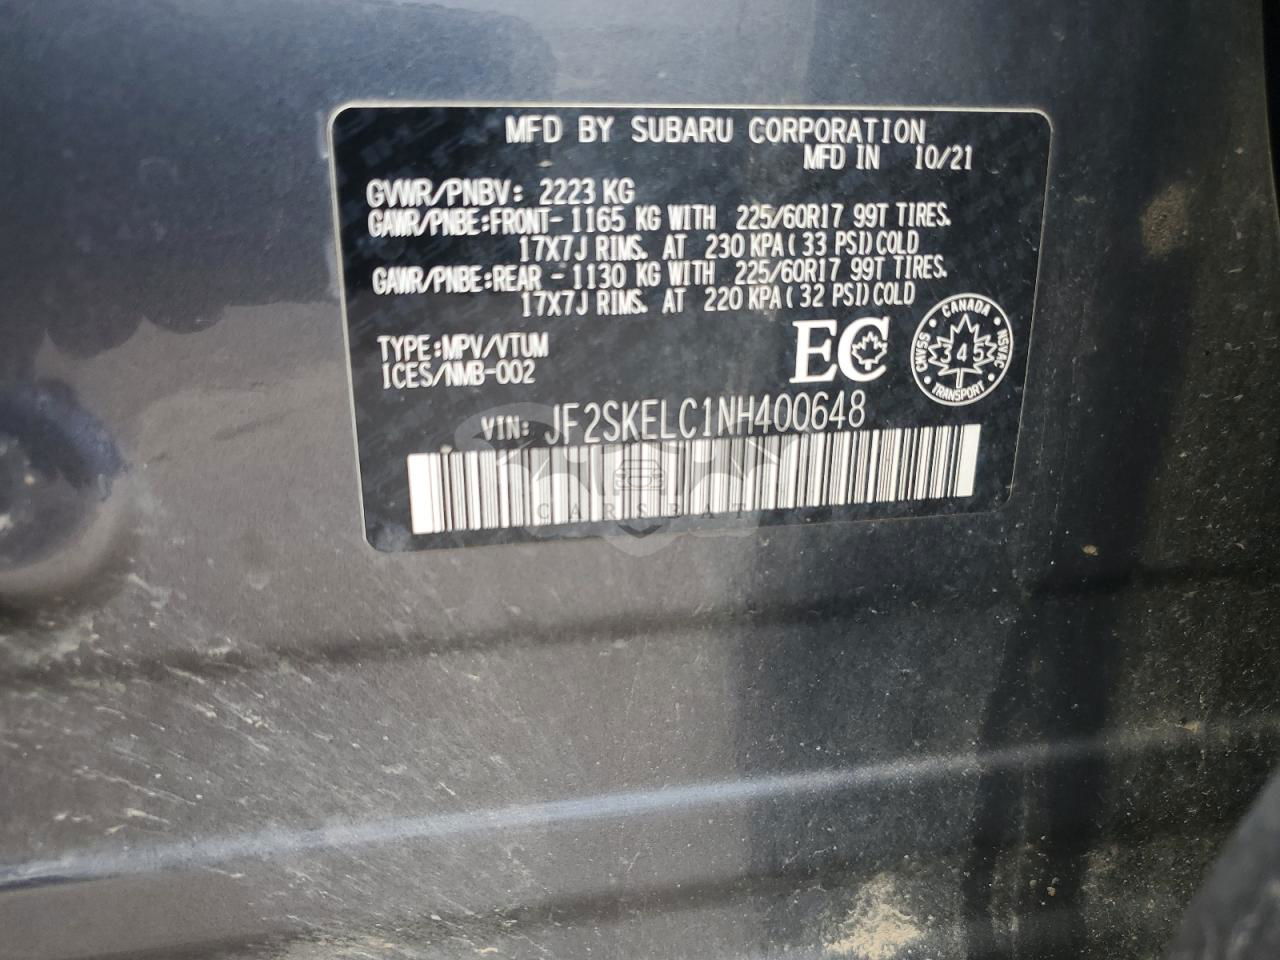 MFD BY SUBARU CORPORATION
MFD IN 10/21
GVWR/PNBV: 2223 KG
GAWR/PNBE:FRONT- 1165 KG WITH 225/60R17 99T TIRES.
17X7J RIMS. AT 230 KPA( 33 PSI)COLD
GAWR/PNBE:REAR - 1130 KG WITH 225/60R17 99T TIRES.
17X7J RIMS. AT 220 KPA( 32 PSI)COLD
TYPE:MPV/VTUM
ICES/NMB-002
EC
CANADA
CMVSS 345 NSVAC
TRANSPORT
VIN: JF2SKELC1NH400648
CARSBAT